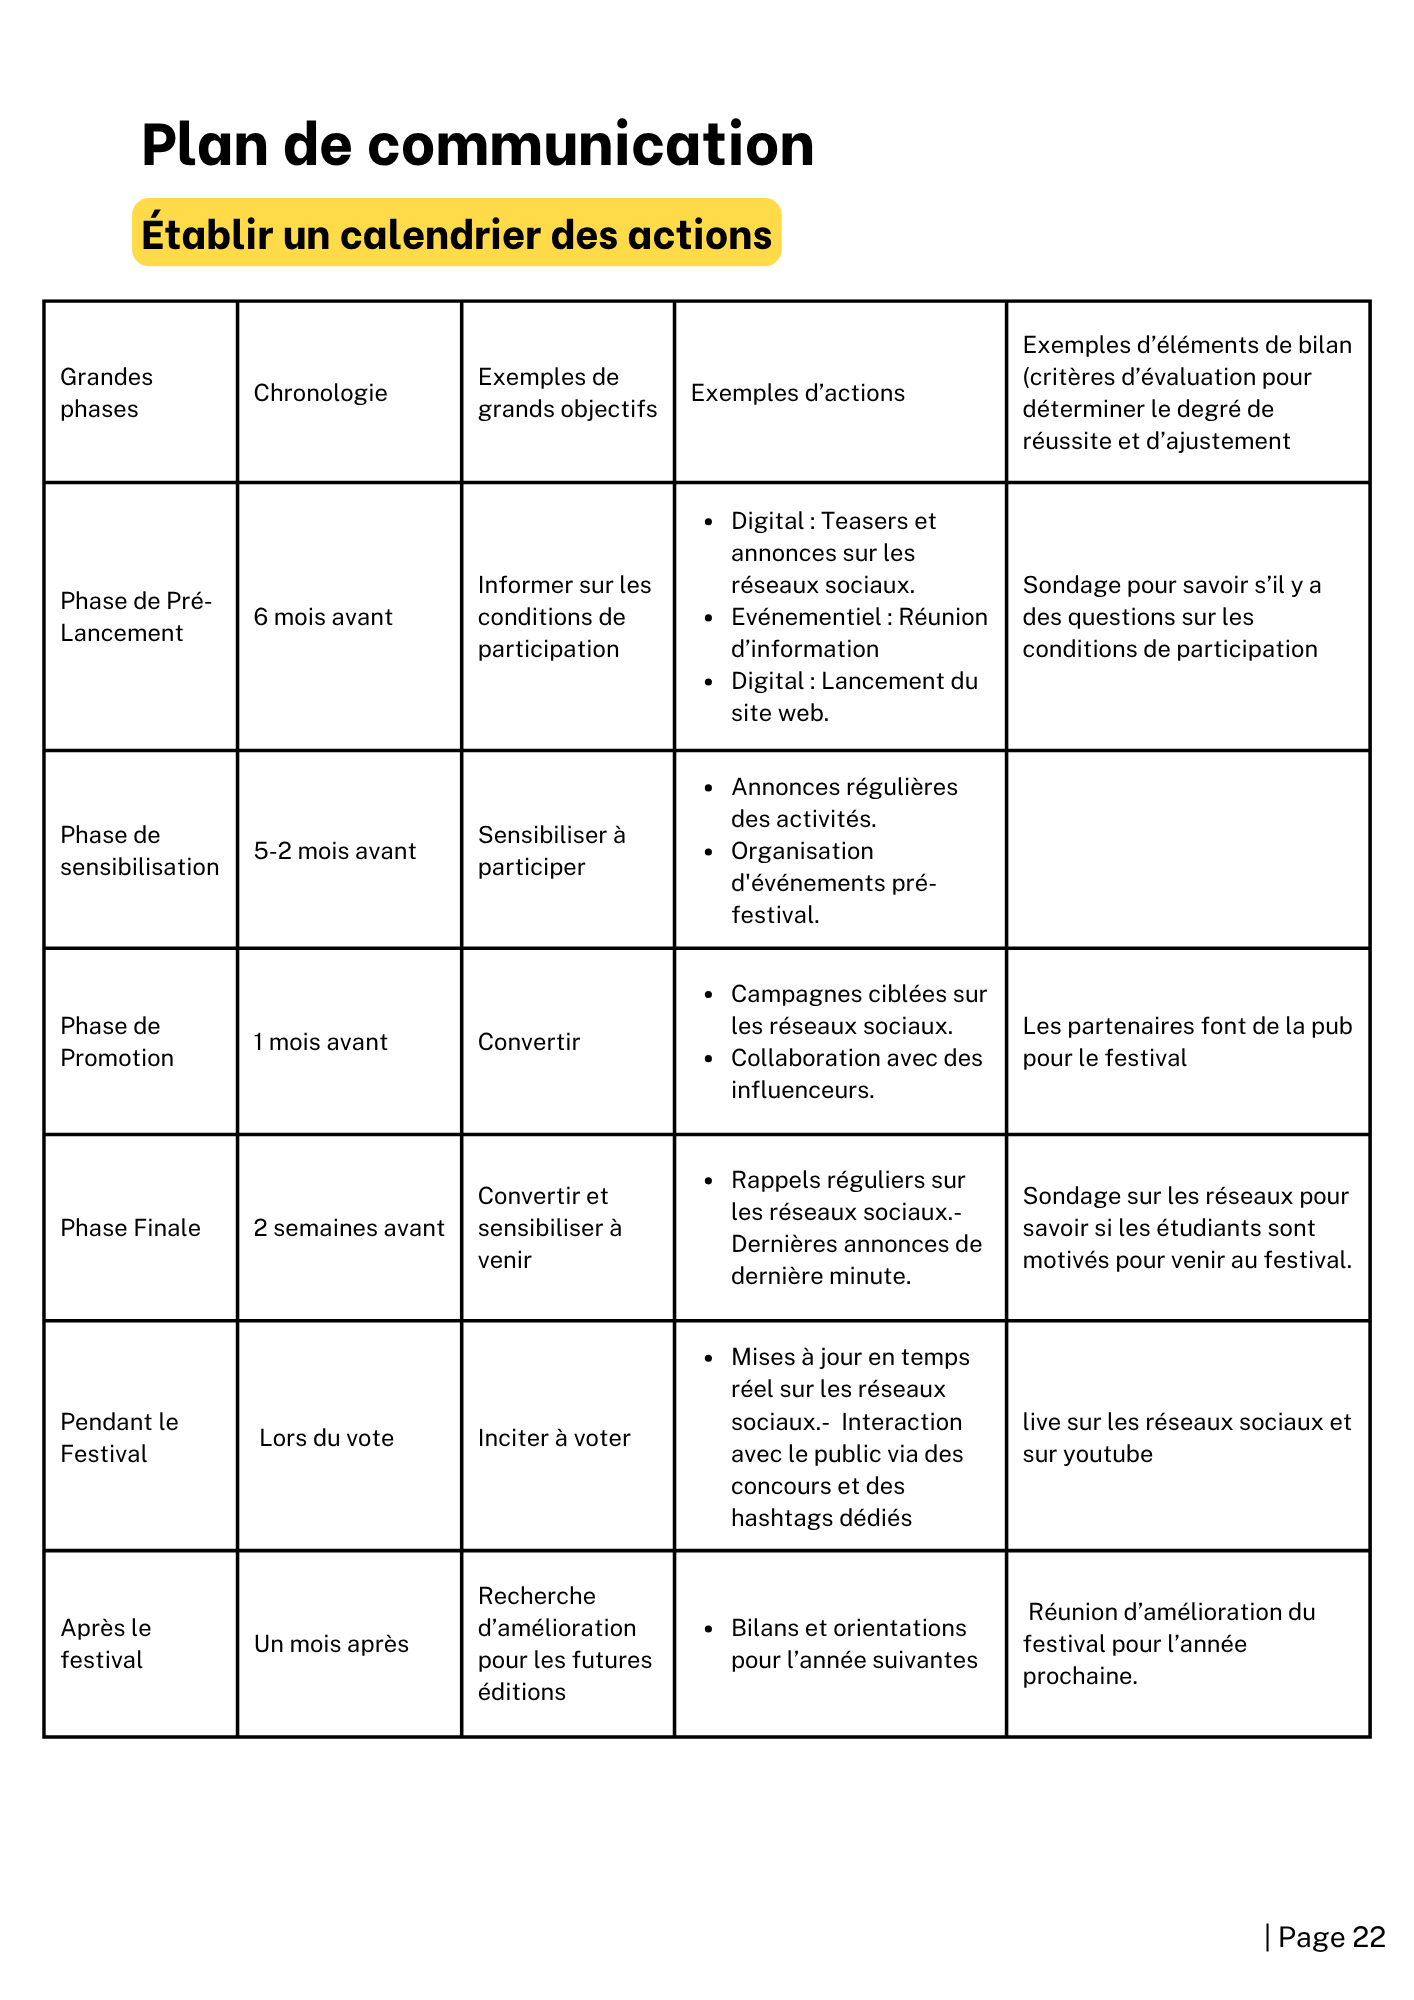 Plan de communication
Établir un calendrier des actions
Grandes
phases
Chronologie
Exemples de
grands objectifs
Exemples d’actions
Exemples d’éléments de bilan
(critères d’évaluation pour
déterminer le degré de
réussite et d’ajustement
Phase de Pré-
Lancement
6 mois avant
Informer sur les
conditions de
participation
• Digital : Teasers et
annonces sur les
réseaux sociaux.
• Evénementiel : Réunion
d’information
• Digital : Lancement du
site web.
Sondage pour savoir s’il y a
des questions sur les
conditions de participation
Phase de
sensibilisation
5-2 mois avant
Sensibiliser à
participer
• Annonces régulières
des activités.
• Organisation
d'événements pré-
festival.
Phase de
Promotion
1 mois avant
Convertir
• Campagnes ciblées sur
les réseaux sociaux.
• Collaboration avec des
influenceurs.
Les partenaires font de la pub
pour le festival
Phase Finale
2 semaines avant
Convertir et
sensibiliser à
venir
• Rappels réguliers sur
les réseaux sociaux.-
Dernières annonces de
dernière minute.
Sondage sur les réseaux pour
savoir si les étudiants sont
motivés pour venir au festival.
Pendant le
Festival
Lors du vote
Inciter à voter
• Mises à jour en temps
réel sur les réseaux
sociaux.- Interaction
avec le public via des
concours et des
hashtags dédiés
live sur les réseaux sociaux et
sur youtube
Après le
festival
Un mois après
Recherche
d’amélioration
pour les futures
éditions
• Bilans et orientations
pour l’année suivantes
Réunion d’amélioration du
festival pour l’année
prochaine.
| Page 22